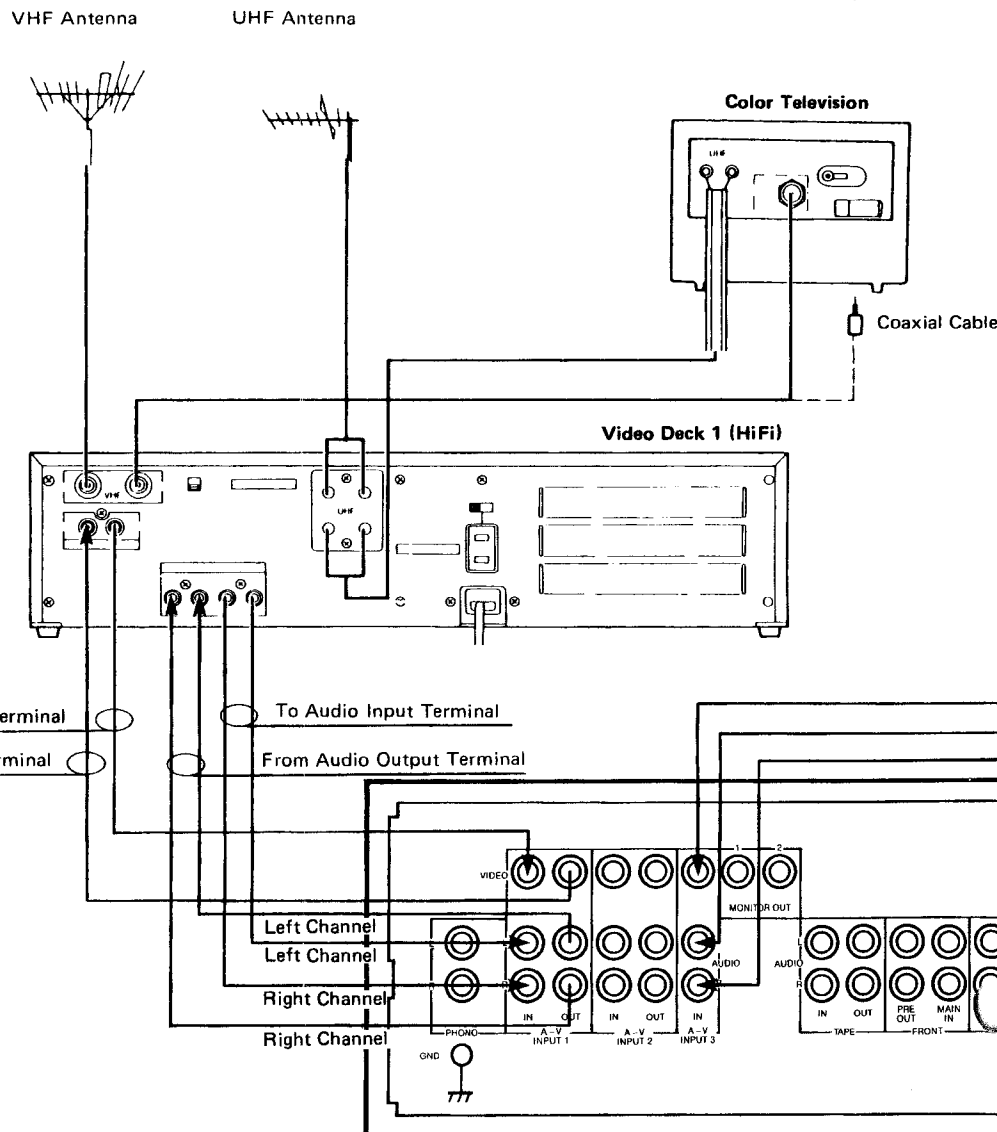 VHF Antenna
UHF Antenna
Color Television
UHF
Coaxial Cable
Video Deck 1 (HiFi)
VHF
UHF
erminal
To Audio Input Terminal
rminal
From Audio Output Terminal
1
2
VIDEO
MONITOR OUT
Left Channel
Left Channel
AUDIO
AUDIO
L
R
Right Channel
IN
OUT
IN
OUT
IN
IN
OUT
PRE OUT
MAIN IN
PHONO
A-V INPUT 1
A-V INPUT 2
A-V INPUT 3
TAPE
FRONT
Right Channel
GND